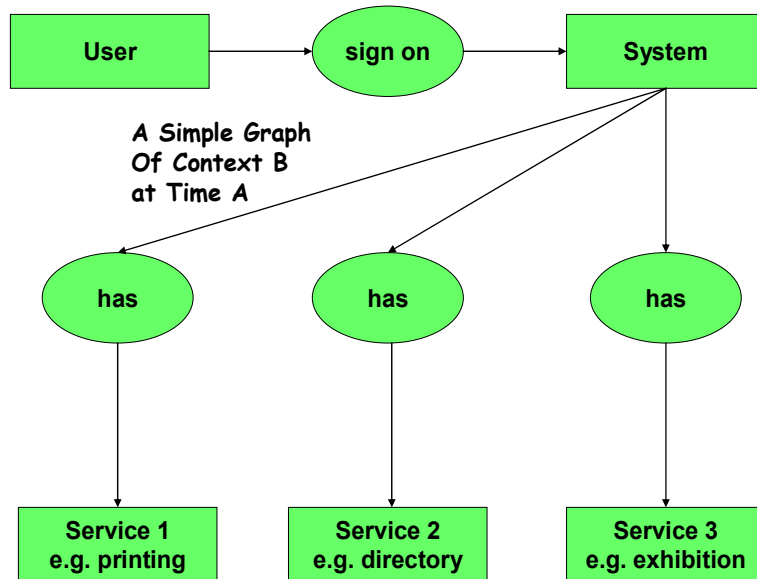 User
sign on
System
A Simple Graph
Of Context B
at Time A
has
has
has
Service 1
e.g. printing
Service 2
e.g. directory
Service 3
e.g. exhibition